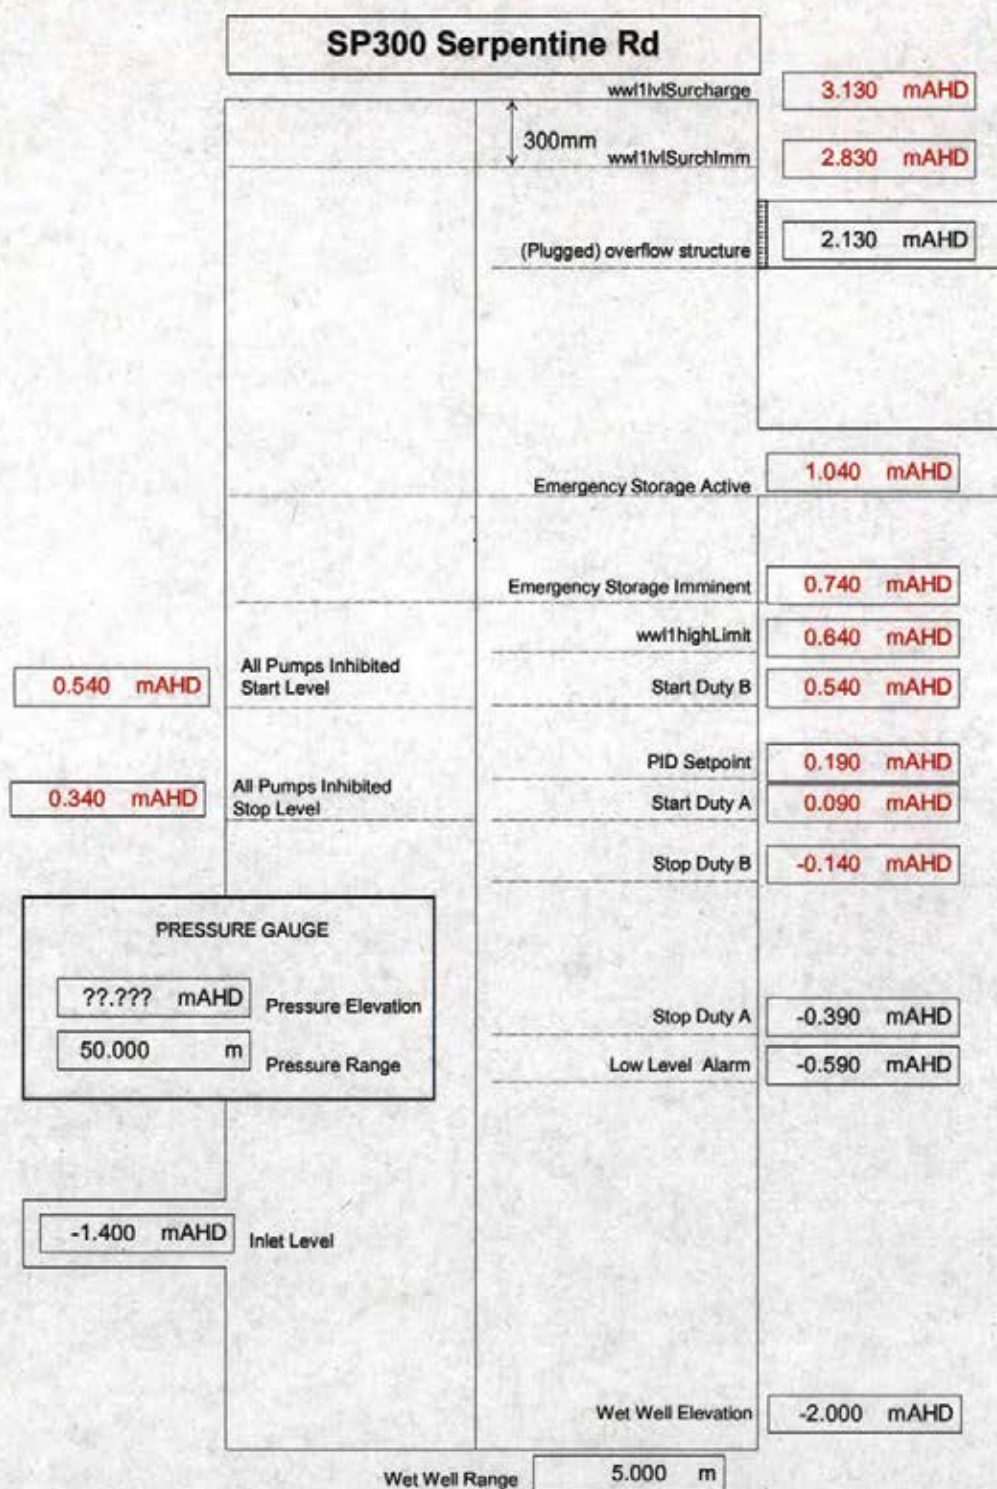 SP300 Serpentine Rd
wwl1lvlSurcharge 3.130 mAHD
300mm
wwl1lvlSurchImm 2.830 mAHD
(Plugged) overflow structure 2.130 mAHD
Emergency Storage Active 1.040 mAHD
Emergency Storage Imminent 0.740 mAHD
wwl1highLimit 0.640 mAHD
0.540 mAHD All Pumps Inhibited
Start Level
Start Duty B 0.540 mAHD
PID Setpoint 0.190 mAHD
0.340 mAHD All Pumps Inhibited
Stop Level
Start Duty A 0.090 mAHD
Stop Duty B -0.140 mAHD
PRESSURE GAUGE
??.??? mAHD Pressure Elevation
50.000 m Pressure Range
Stop Duty A -0.390 mAHD
Low Level Alarm -0.590 mAHD
-1.400 mAHD Inlet Level
Wet Well Elevation -2.000 mAHD
Wet Well Range 5.000 m